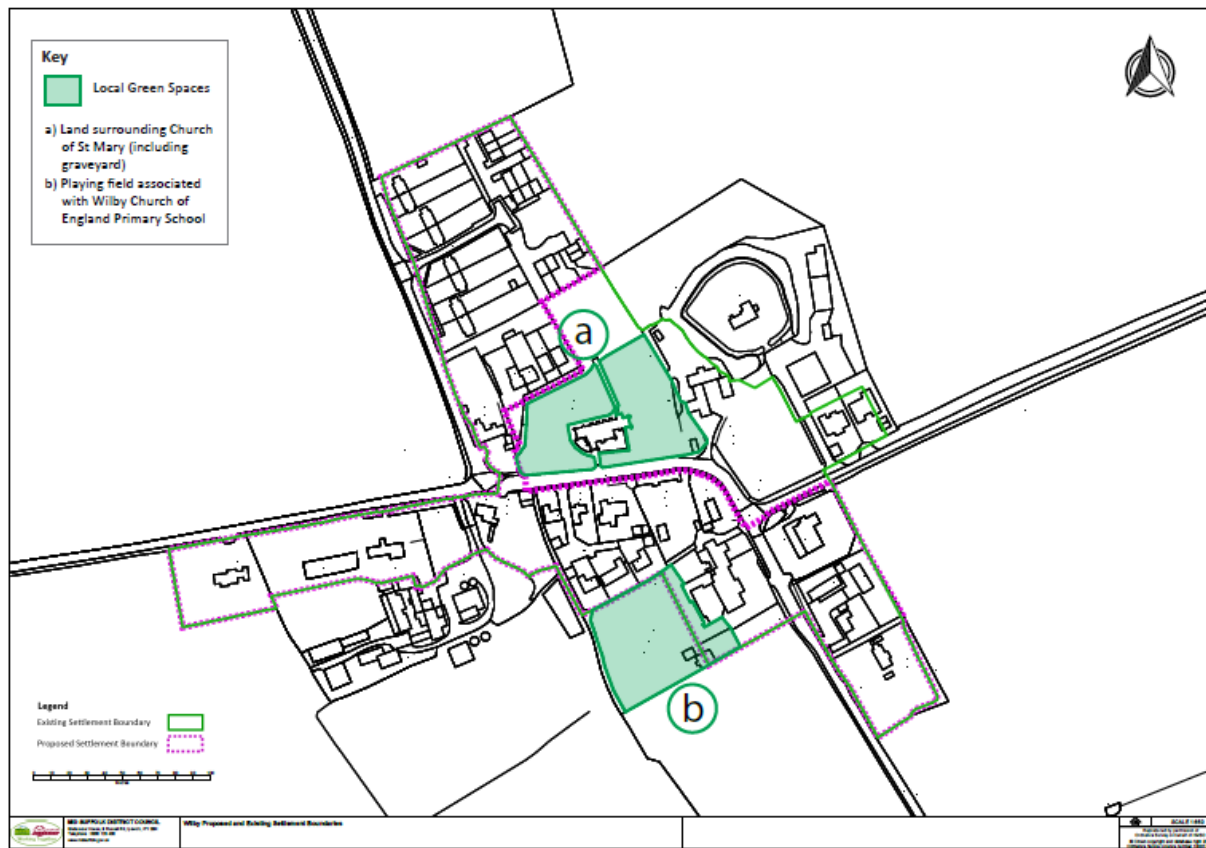 Key
Local Green Spaces
a) Land surrounding Church
of St Mary (including
graveyard)
b) Playing field associated
with Wilby Church of
England Primary School
a
b
Legend
Existing Settlement Boundary
Proposed Settlement Boundary
MID SUFFOLK DISTRICT COUNCIL
Wilby Proposed and Existing Settlement Boundaries